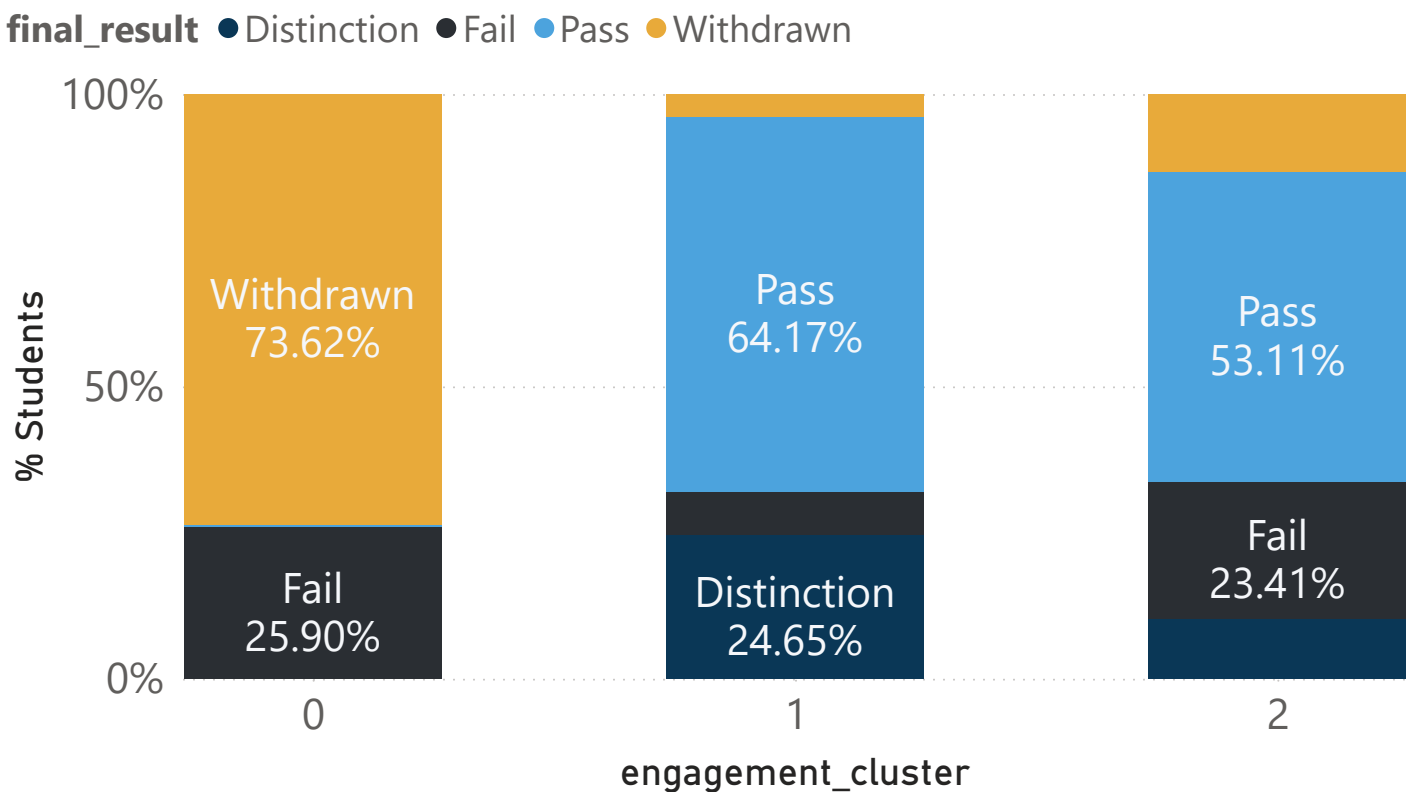 final_result Distinction Fail Pass Withdrawn
100%
50%
0%
% Students
Withdrawn
73.62%
Fail
25.90%
Pass
64.17%
Distinction
24.65%
Pass
53.11%
Fail
23.41%
0 1 2
engagement_cluster